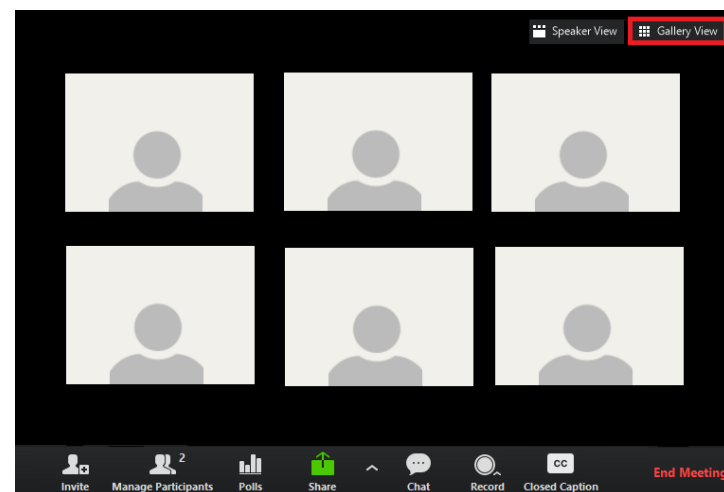 Speaker View Gallery View
2
Invite Manage Participants Polls Share Chat Record CC Closed Caption End Meeting